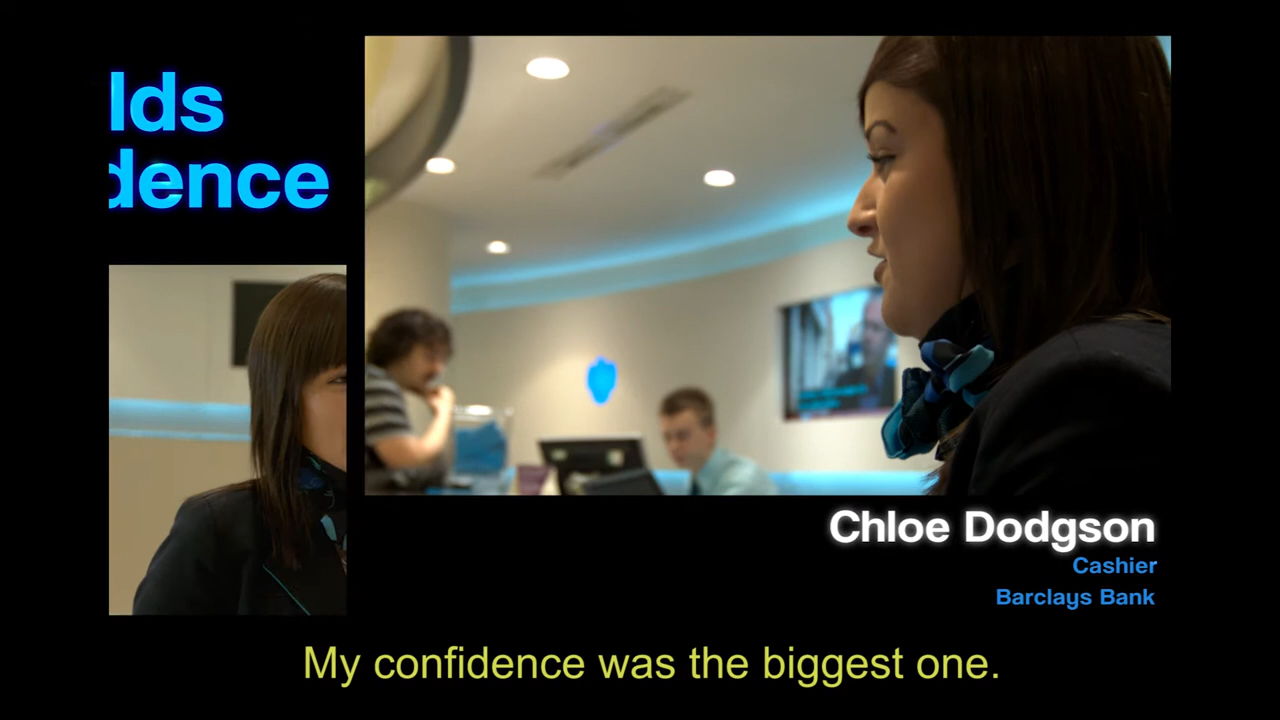 lds
dence
Chloe Dodgson
Cashier
Barclays Bank
My confidence was the biggest one.